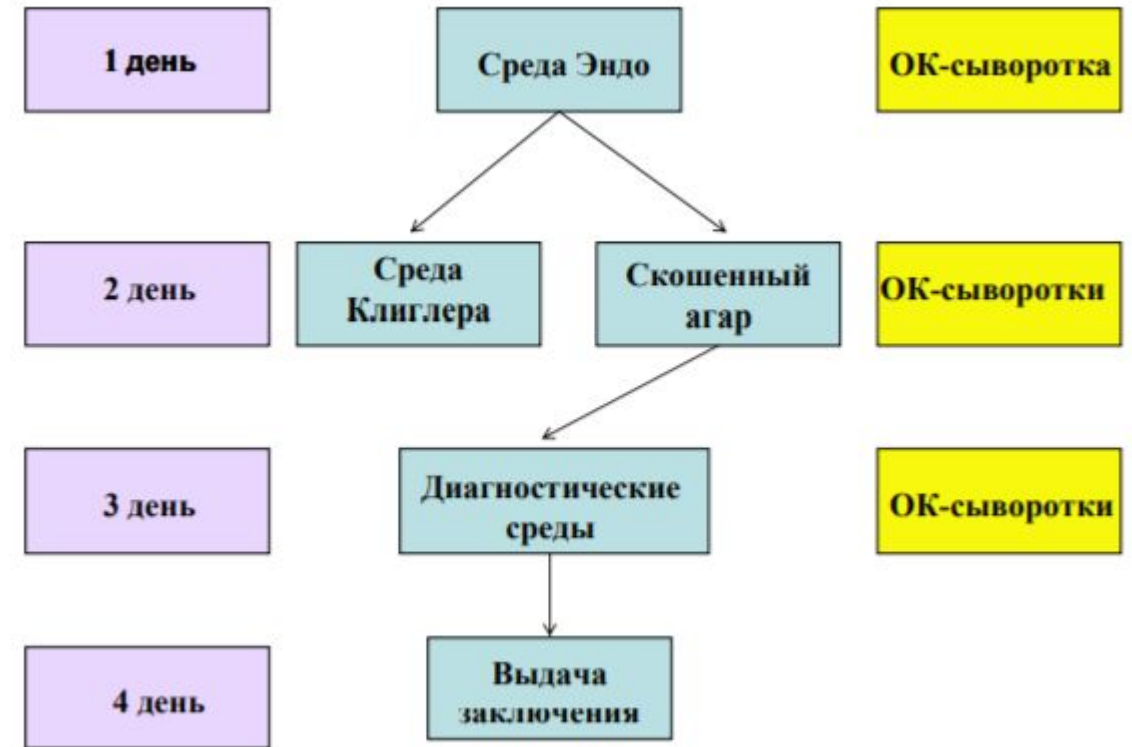 1 день
Среда Эндо
ОК-сыворотка
2 день
Среда
Клиглера
Скошенный
агар
ОК-сыворотки
3 день
Диагностические
среды
ОК-сыворотки
4 день
Выдача
заключения